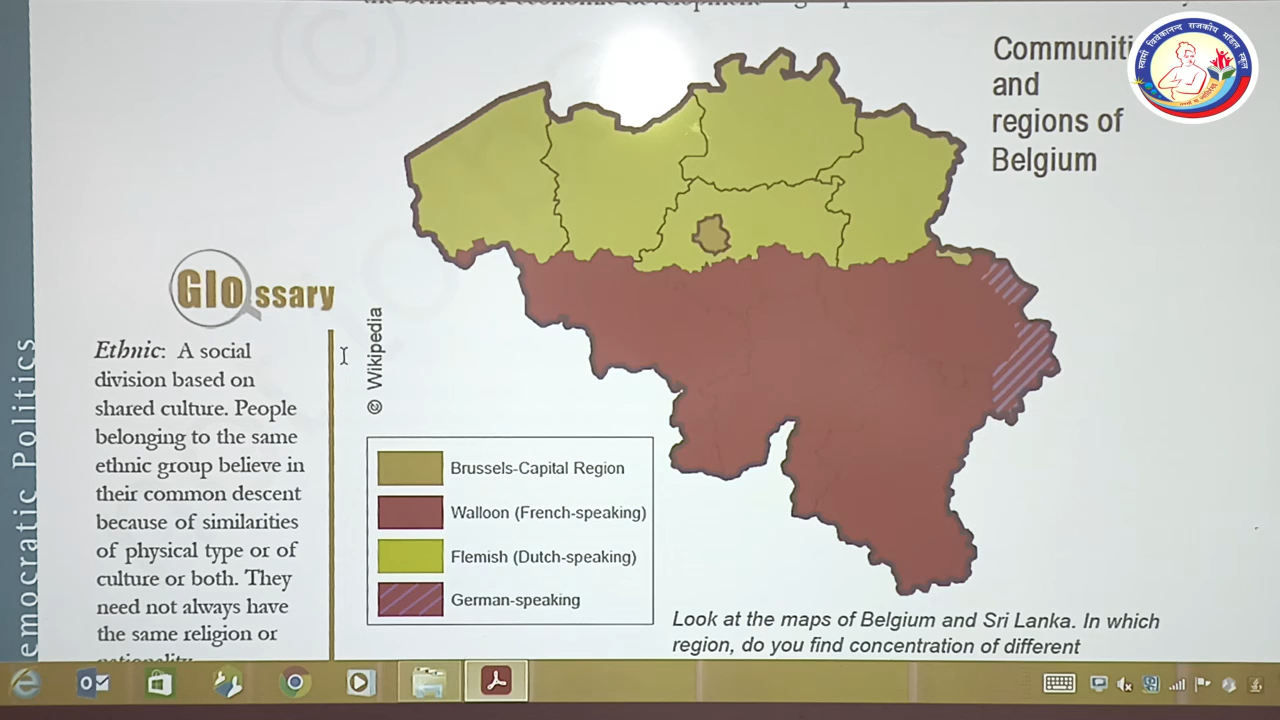 Communiti
and
regions of
Belgium
स्वामी विवेकानन्द राजकीय मॉडल स्कूल
Glossary
Ethnic: A social
division based on
shared culture. People
belonging to the same
ethnic group believe in
their common descent
because of similarities
of physical type or of
culture or both. They
need not always have
the same religion or
nationality
emocratic Politics
© Wikipedia
Brussels-Capital Region
Walloon (French-speaking)
Flemish (Dutch-speaking)
German-speaking
Look at the maps of Belgium and Sri Lanka. In which
region, do you find concentration of different